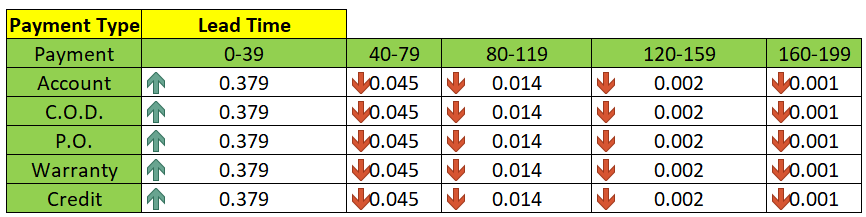 Payment Type Lead Time
Payment 0-39 40-79 80-119 120-159 160-199
Account 0.379 0.045 0.014 0.002 0.001
C.O.D. 0.379 0.045 0.014 0.002 0.001
P.O. 0.379 0.045 0.014 0.002 0.001
Warranty 0.379 0.045 0.014 0.002 0.001
Credit 0.379 0.045 0.014 0.002 0.001